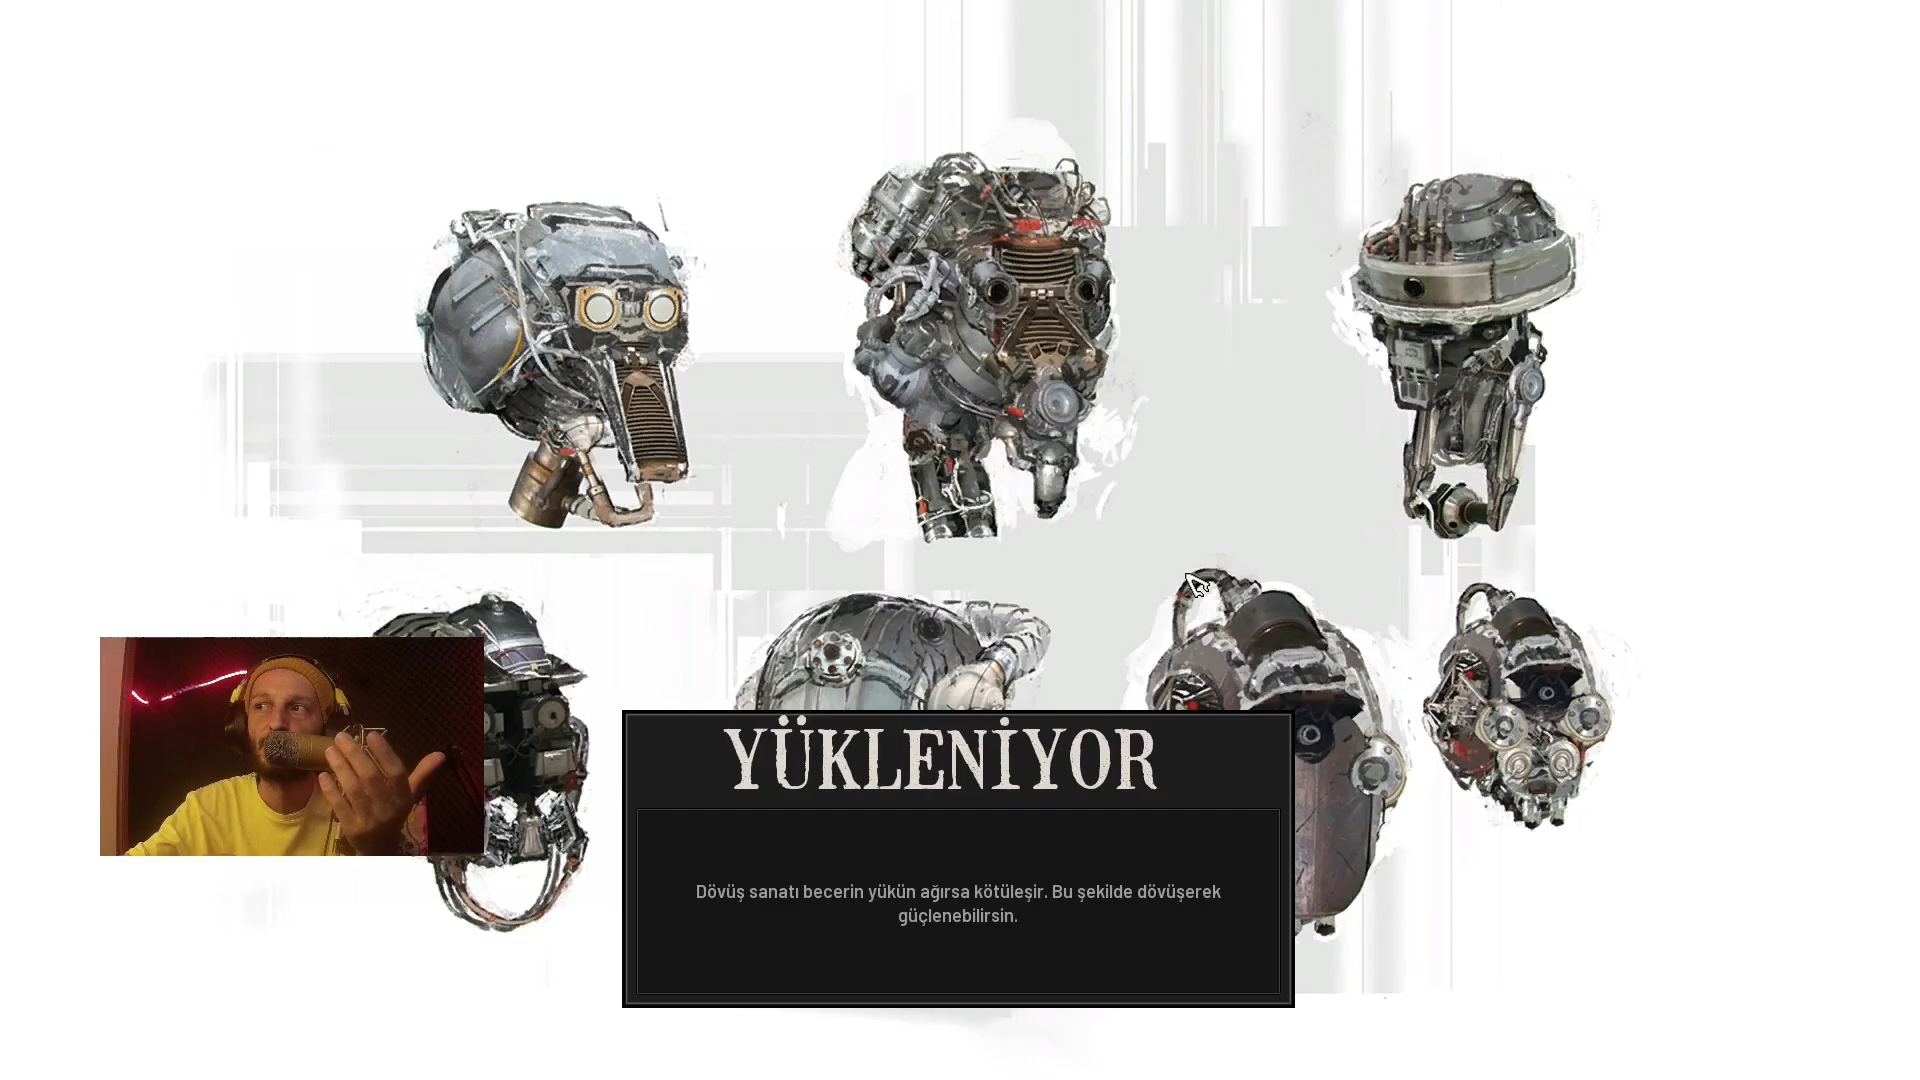 YÜKLENİYOR
Dövüş sanatı becerin yükün ağırsa kötüleşir. Bu şekilde dövüşerek
güçlenebilirsin.